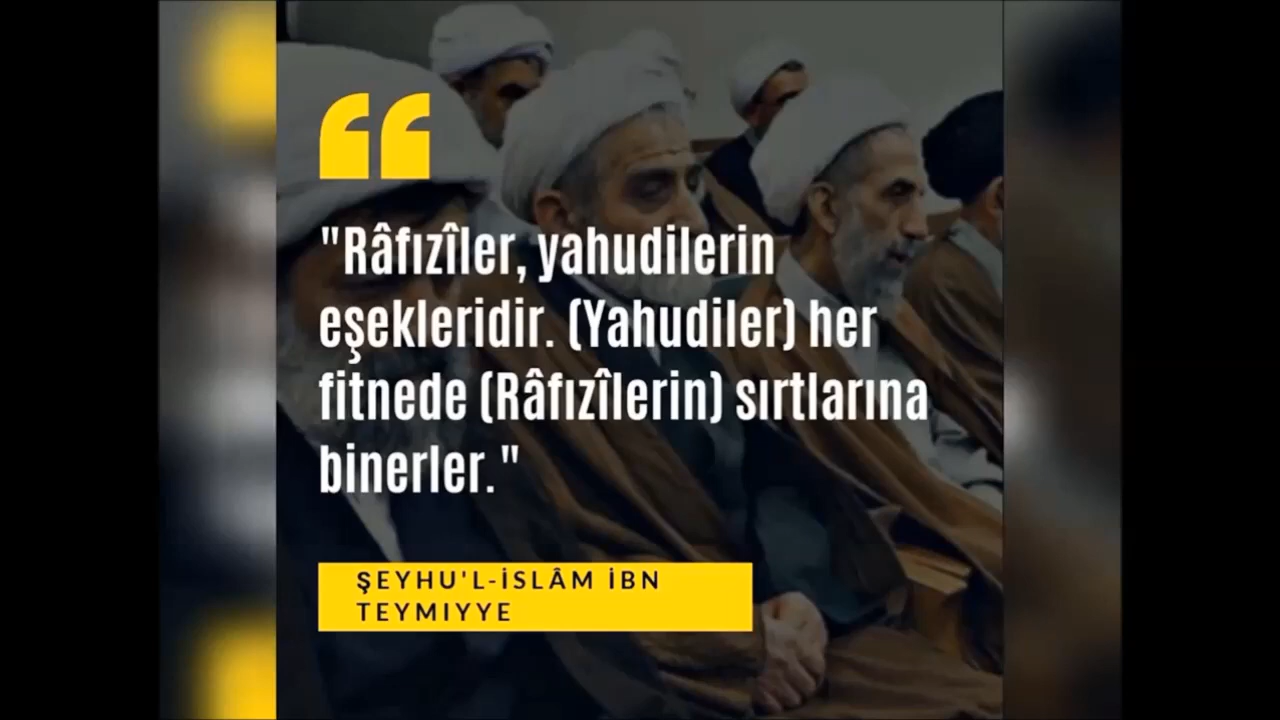 "Râfızîler, yahudilerin
eşekleridir. (Yahudiler) her
fitnede (Râfızîlerin) sırtlarına
binerler."
ŞEYHU'L-İSLÂM İBN
TEYMIYYE